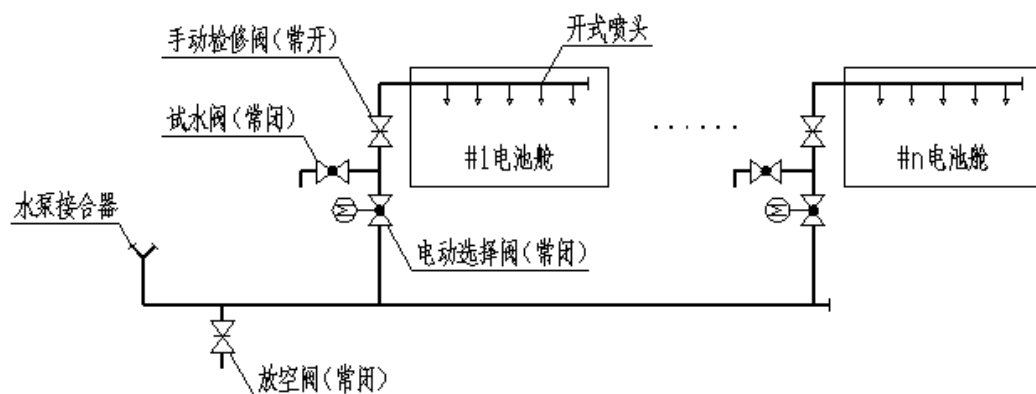 手动检修阀(常开)
开式喷头
试水阀(常闭)
#1电池舱
······
#n电池舱
水泵接合器
M
M
电动选择阀(常闭)
放空阀(常闭)